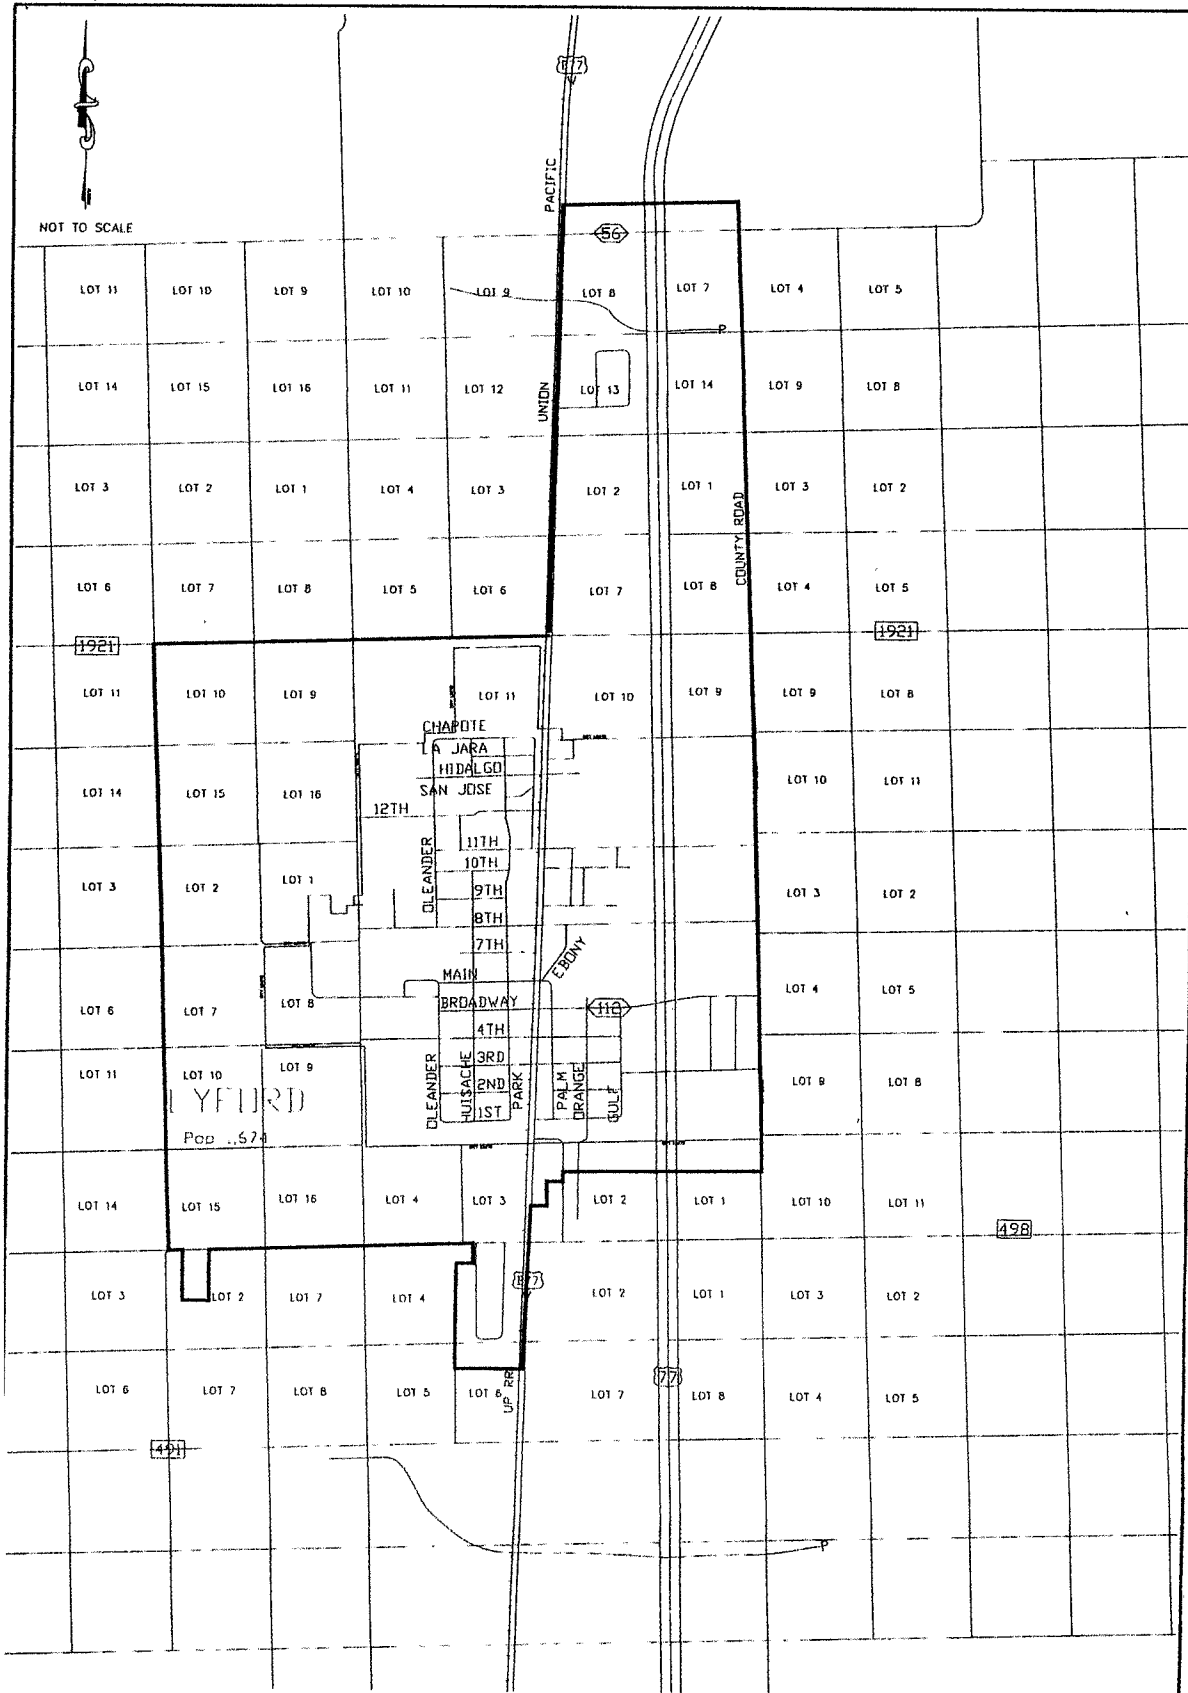 B77
PACIFIC
NOT TO SCALE
56
LOT 11 LOT 10 LOT 9 LOT 10 LOT 9 LOT 8 LOT 7 LOT 4 LOT 5
P
LOT 14 LOT 15 LOT 16 LOT 11 LOT 12 LOT 13 LOT 14 LOT 9 LOT 8
UNION
LOT 3 LOT 2 LOT 1 LOT 4 LOT 3 LOT 2 LOT 1 LOT 3 LOT 2
COUNTY ROAD
LOT 6 LOT 7 LOT 8 LOT 5 LOT 6 LOT 7 LOT 8 LOT 4 LOT 5
1921 1921
LOT 11 LOT 10 LOT 9 LOT 11 LOT 10 LOT 9 LOT 9 LOT 8
CHAPOTE
LA JARA
HIDALGO
SAN JOSE
LOT 14 LOT 15 LOT 16 LOT 10 LOT 11
12TH
OLEANDER
11TH
10TH
LOT 3 LOT 2 LOT 1 9TH LOT 3 LOT 2
8TH
7TH
EBONY
MAIN
LOT 6 LOT 7 LOT 8 BROADWAY 112 LOT 4 LOT 5
4TH
LOT 11 LOT 10 LOT 9 3RD LOT 9 LOT 8
OLEANDER HUISACHE 2ND PARK PALM ORANGE GULF
1ST
LYFORD
LOT 14 LOT 15 LOT 16 LOT 4 LOT 3 LOT 2 LOT 1 LOT 10 LOT 11
498
B77
LOT 3 LOT 2 LOT 7 LOT 4 LOT 2 LOT 1 LOT 3 LOT 2
77
LOT 6 LOT 7 LOT 8 LOT 5 LOT 6 LOT 7 LOT 8 LOT 4 LOT 5
UP RR
491
P